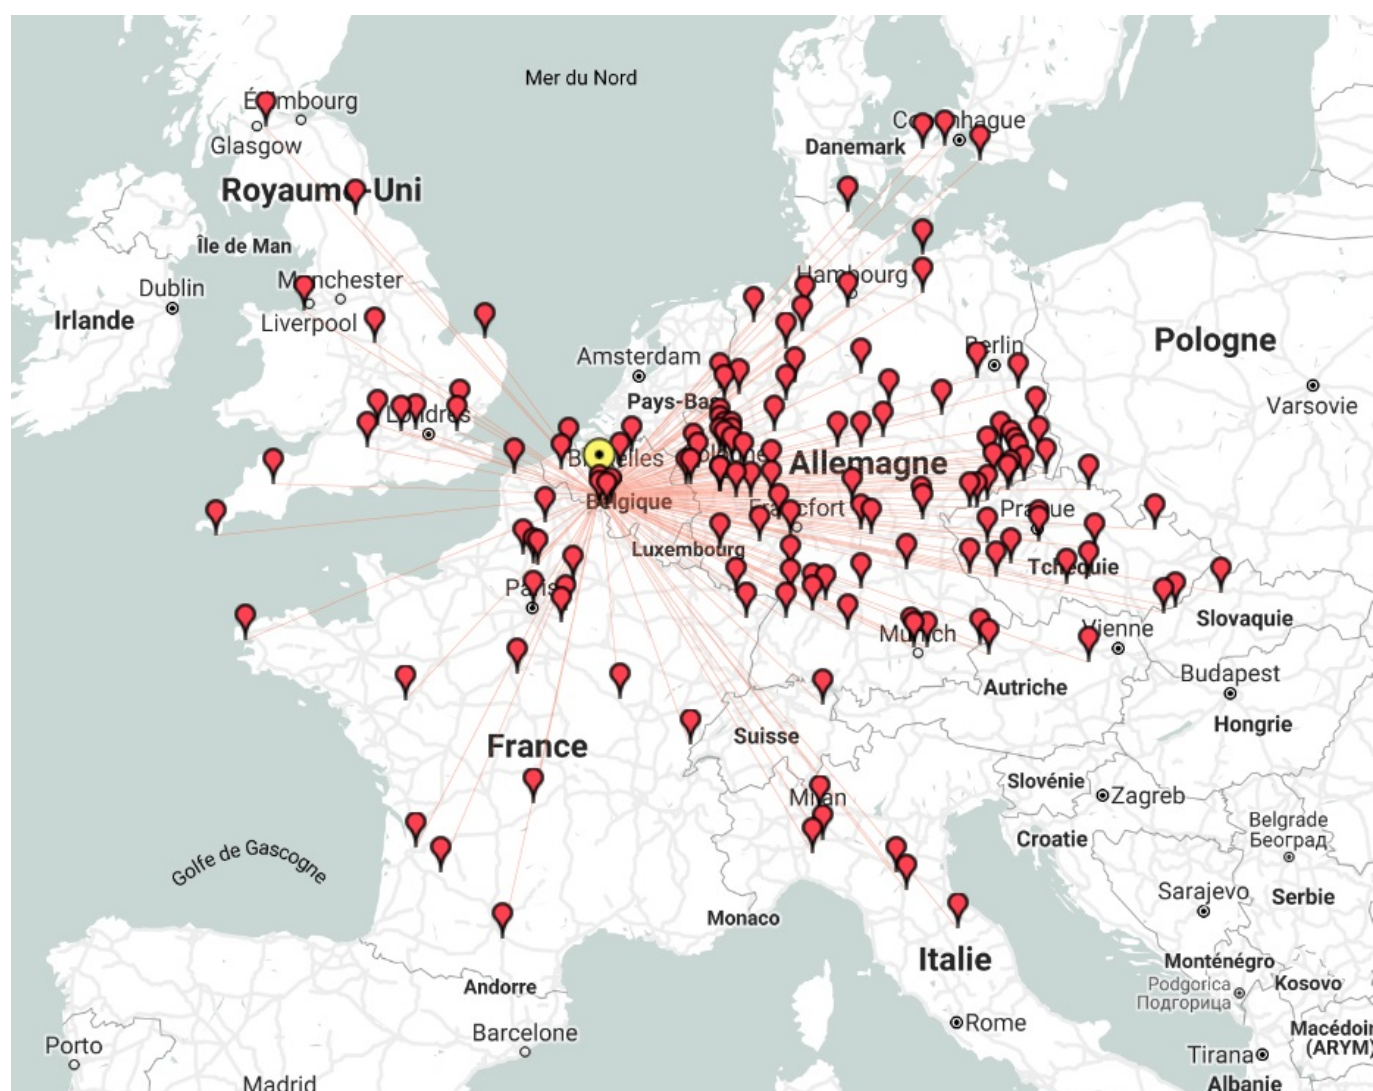 Mer du Nord
Édimbourg
Glasgow
Copenhague
Danemark
Royaume-Uni
Île de Man
Manchester
Dublin
Liverpool
Irlande
Hambourg
Amsterdam
Berlin
Pologne
Varsovie
Pays-Bas
Londres
Bruxelles
Cologne
Allemagne
Belgique
Francfort
Prague
Luxembourg
Tchéquie
Paris
Slovaquie
Munich
Vienne
Budapest
Autriche
Hongrie
France
Suisse
Slovénie
Zagreb
Milan
Belgrade
Београд
Croatie
Golfe de Gascogne
Sarajevo
Serbie
Monaco
Italie
Monténégro
Podgorica
Подгорица
Kosovo
Andorre
Rome
Barcelone
Macédoin
(ARYM)
Porto
Tirana
Madrid
Albanie